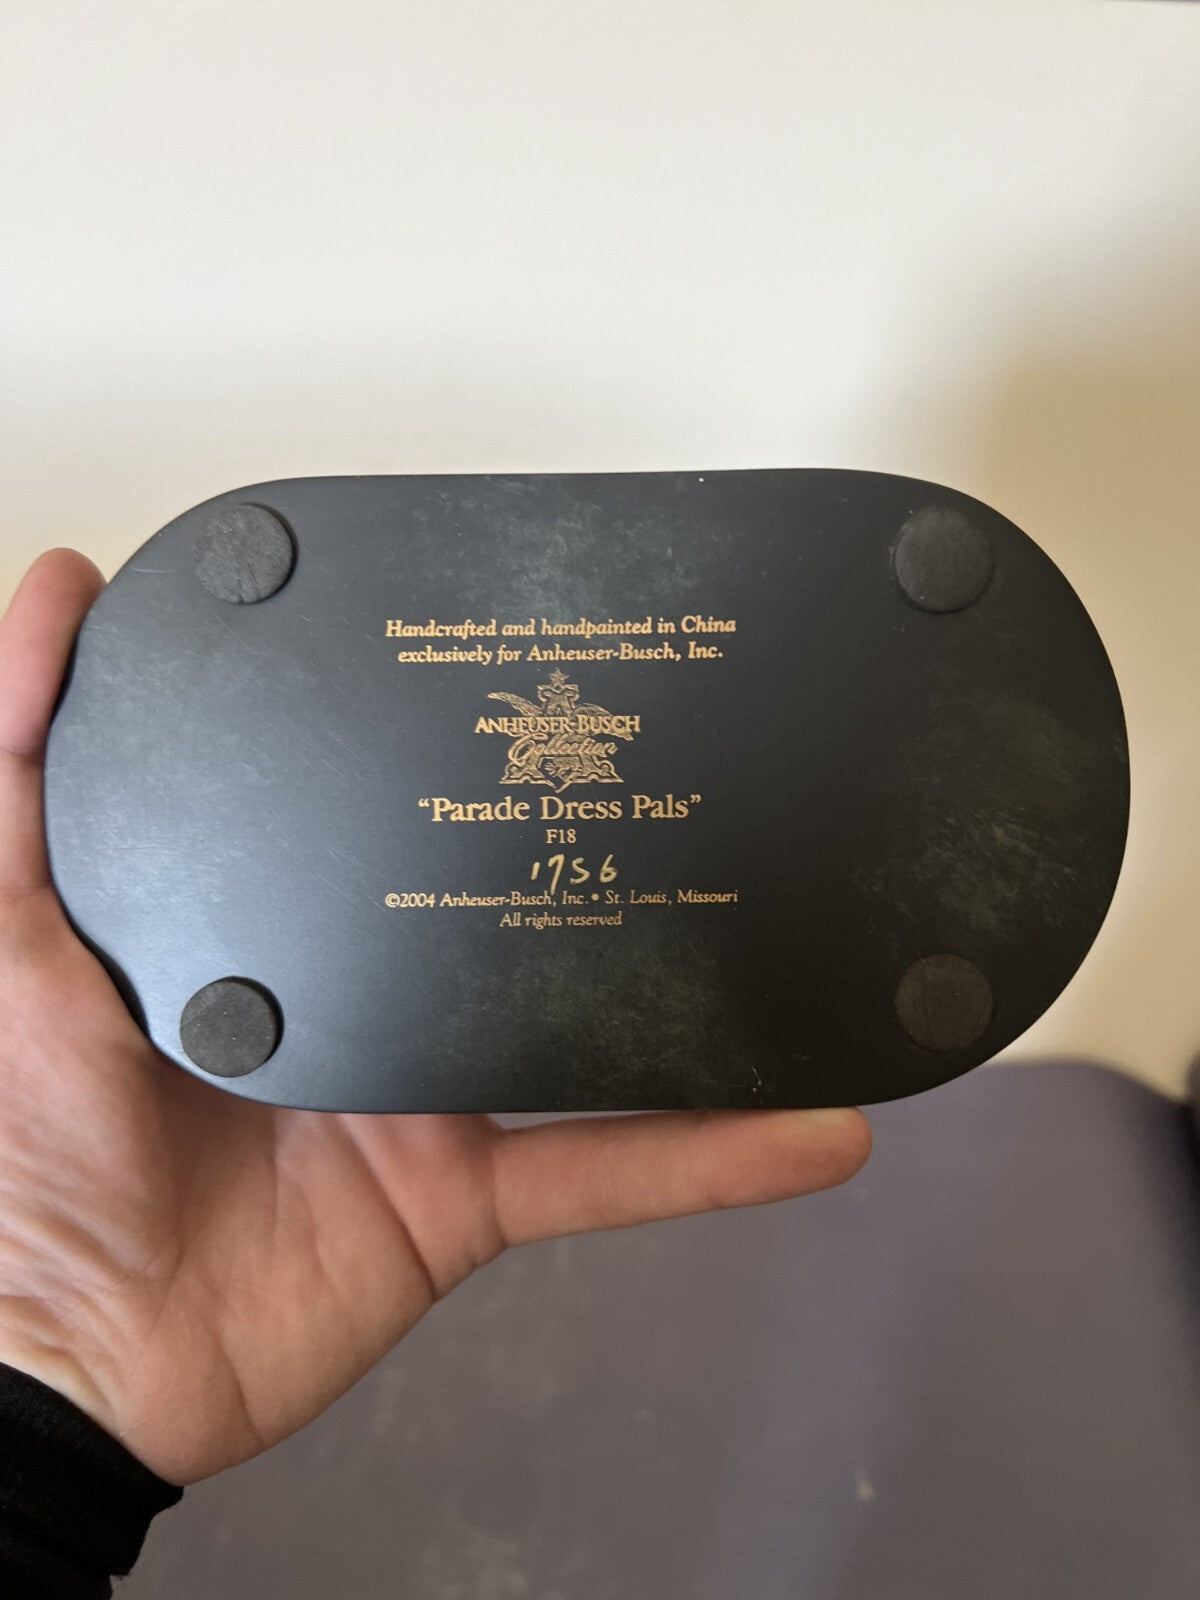 Handcrafted and handpainted in China
exclusively for Anheuser-Busch, Inc.
ANHEUSER-BUSCH
Collection
“Parade Dress Pals”
F18
1756
©2004 Anheuser-Busch, Inc. • St. Louis, Missouri
All rights reserved